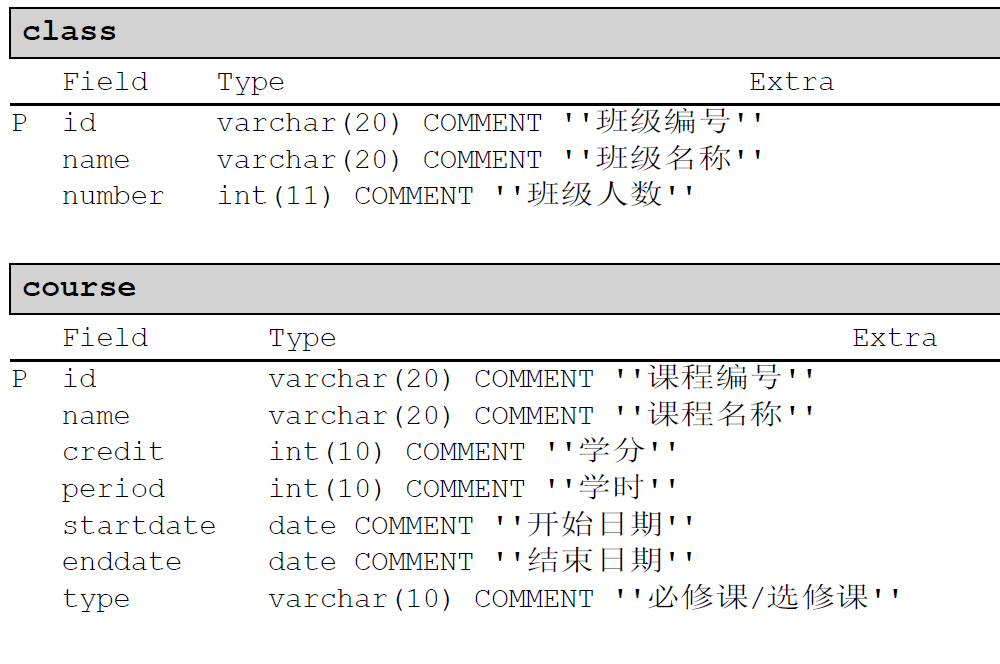 class
Field Type Extra
P id varchar(20) COMMENT ''班级编号''
name varchar(20) COMMENT ''班级名称''
number int(11) COMMENT ''班级人数''
course
Field Type Extra
P id varchar(20) COMMENT ''课程编号''
name varchar(20) COMMENT ''课程名称''
credit int(10) COMMENT ''学分''
period int(10) COMMENT ''学时''
startdate date COMMENT ''开始日期''
enddate date COMMENT ''结束日期''
type varchar(10) COMMENT ''必修课/选修课''